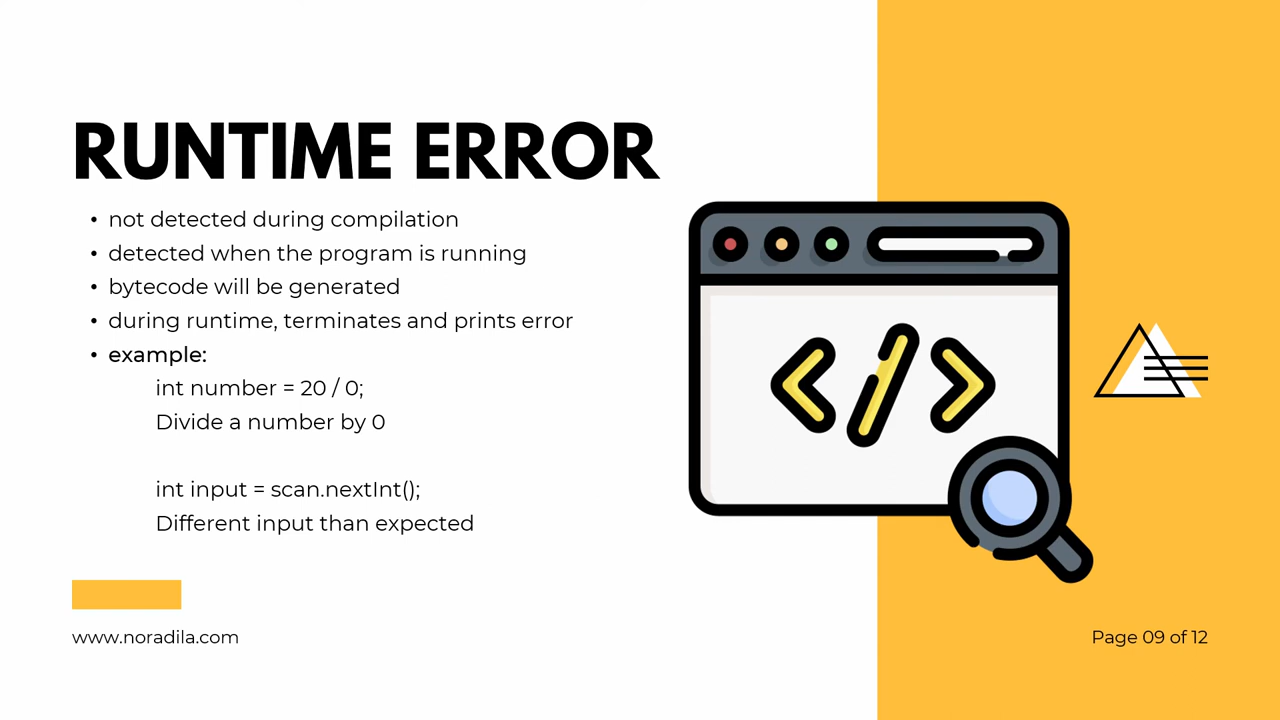 RUNTIME ERROR
• not detected during compilation
• detected when the program is running
• bytecode will be generated
• during runtime, terminates and prints error
• example:
int number = 20 / 0;
Divide a number by 0
int input = scan.nextInt();
Different input than expected
www.noradila.com
Page 09 of 12